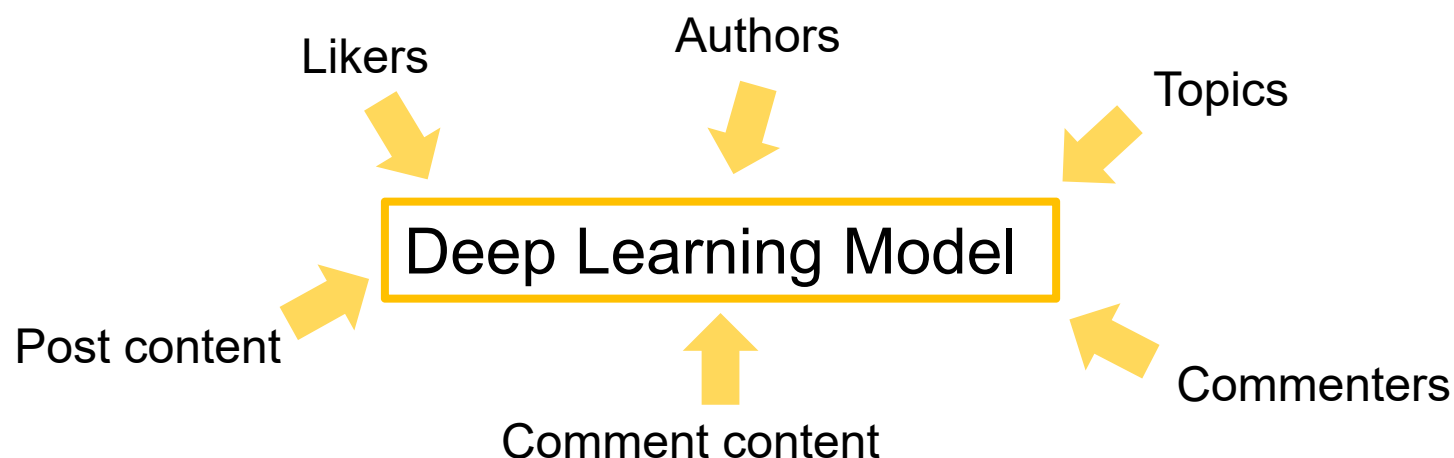 Authors
Likers
Topics
Deep Learning Model
Post content
Commenters
Comment content